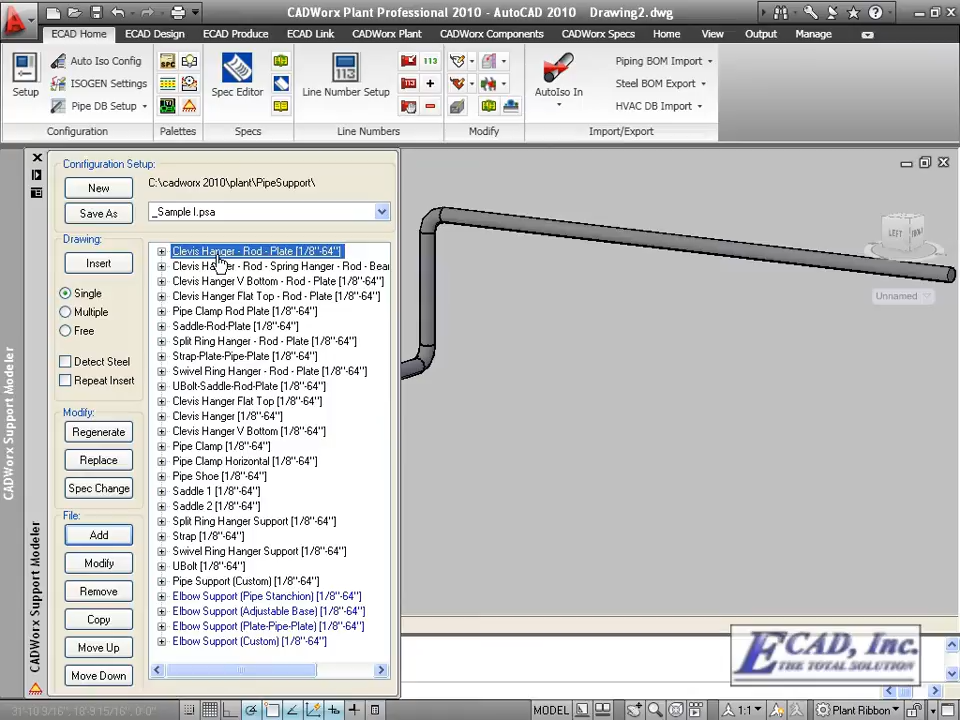 CADWorx Plant Professional 2010 - AutoCAD 2010 Drawing2.dwg
ECAD Home ECAD Design ECAD Produce ECAD Link CADWorx Plant CADWorx Components CADWorx Specs Home View Output Manage
Auto Iso Config
ISOGEN Settings
Pipe DB Setup
Setup
Spec Editor
Line Number Setup
113
AutoIso In
Piping BOM Import
Steel BOM Export
HVAC DB Import
Configuration Palettes Specs Line Numbers Modify Import/Export
Configuration Setup:
New
C:\cadworx 2010\plant\PipeSupport\
Save As
_Sample I.psa
Drawing:
Insert
Single
Multiple
Free
Detect Steel
Repeat Insert
Modify:
Regenerate
Replace
Spec Change
File:
Add
Modify
Remove
Copy
Move Up
Move Down
Clevis Hanger - Rod - Plate [1/8"-64"]
Clevis Hanger - Rod - Spring Hanger - Rod - Bear
Clevis Hanger V Bottom - Rod - Plate [1/8"-64"]
Clevis Hanger Flat Top - Rod - Plate [1/8"-64"]
Pipe Clamp Rod Plate [1/8"-64"]
Saddle-Rod-Plate [1/8"-64"]
Split Ring Hanger - Rod - Plate [1/8"-64"]
Strap-Plate-Pipe-Plate [1/8"-64"]
Swivel Ring Hanger - Rod - Plate [1/8"-64"]
UBolt-Saddle-Rod-Plate [1/8"-64"]
Clevis Hanger Flat Top [1/8"-64"]
Clevis Hanger [1/8"-64"]
Clevis Hanger V Bottom [1/8"-64"]
Pipe Clamp [1/8"-64"]
Pipe Clamp Horizontal [1/8"-64"]
Pipe Shoe [1/8"-64"]
Saddle 1 [1/8"-64"]
Saddle 2 [1/8"-64"]
Split Ring Hanger Support [1/8"-64"]
Strap [1/8"-64"]
Swivel Ring Hanger Support [1/8"-64"]
UBolt [1/8"-64"]
Pipe Support (Custom) [1/8"-64"]
Elbow Support (Pipe Stanchion) [1/8"-64"]
Elbow Support (Adjustable Base) [1/8"-64"]
Elbow Support (Plate-Pipe-Plate) [1/8"-64"]
Elbow Support (Custom) [1/8"-64"]
CADWorx Support Modeler
CADWorx Support Modeler
LEFT
FRONT
Unnamed
ECAD, Inc.
THE TOTAL SOLUTION
MODEL
1:1
Plant Ribbon